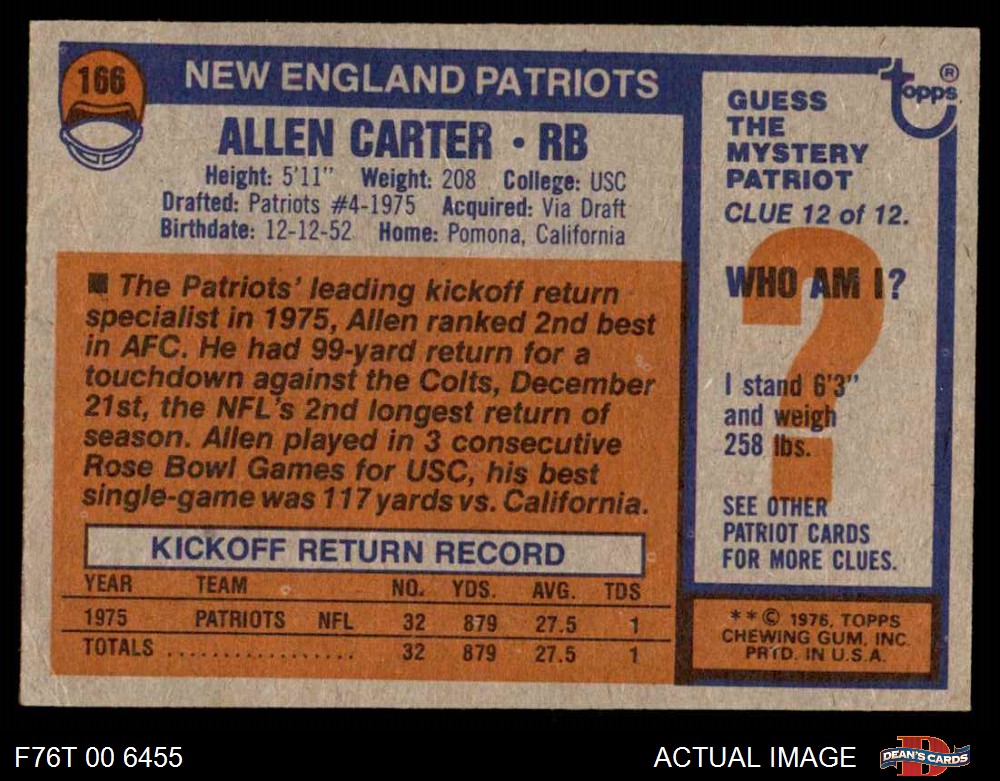 166
NEW ENGLAND PATRIOTS
ALLEN CARTER • RB
Height: 5'11" Weight: 208 College: USC
Drafted: Patriots #4-1975 Acquired: Via Draft
Birthdate: 12-12-52 Home: Pomona, California
■ The Patriots' leading kickoff return
specialist in 1975, Allen ranked 2nd best
in AFC. He had 99-yard return for a
touchdown against the Colts, December
21st, the NFL's 2nd longest return of
season. Allen played in 3 consecutive
Rose Bowl Games for USC, his best
single-game was 117 yards vs. California.
KICKOFF RETURN RECORD
YEAR TEAM NO. YDS. AVG. TDS
1975 PATRIOTS NFL 32 879 27.5 1
TOTALS ................ 32 879 27.5 1
topps ®
GUESS
THE
MYSTERY
PATRIOT
CLUE 12 of 12.
?
WHO AM I?
I stand 6'3"
and weigh
258 lbs.
SEE OTHER
PATRIOT CARDS
FOR MORE CLUES.
**© 1976, TOPPS
CHEWING GUM, INC.
PRTD. IN U.S.A.
F76T 00 6455
ACTUAL IMAGE
D
DEAN'S CARDS